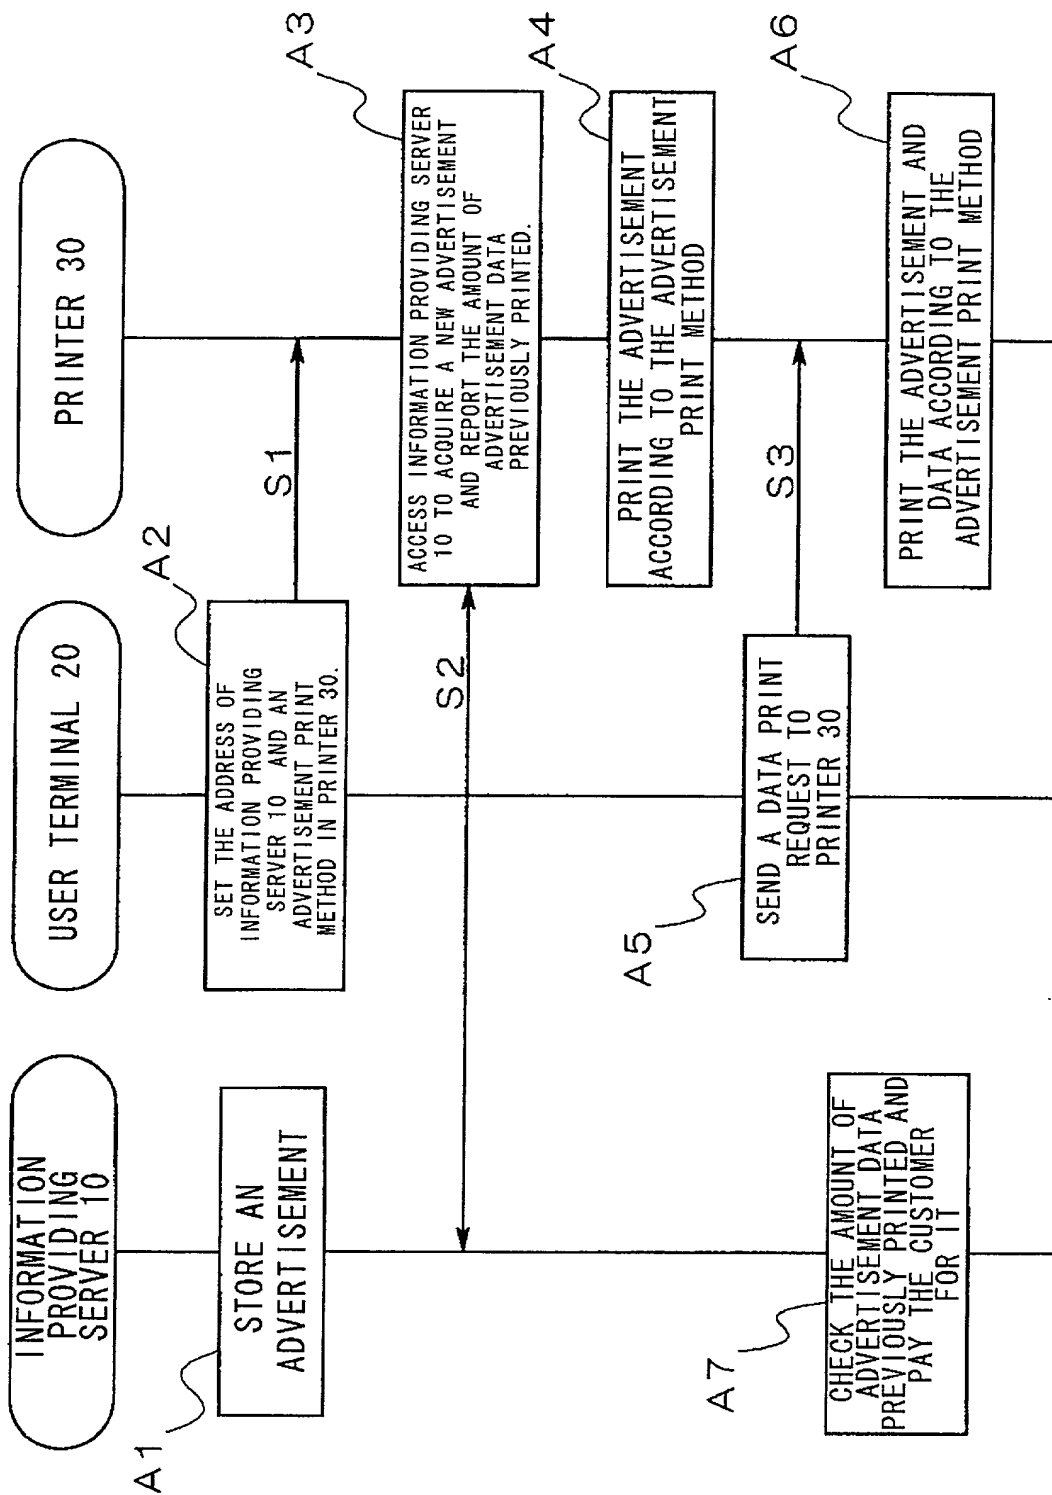 INFORMATION
PROVIDING
SERVER 10
USER TERMINAL 20
PRINTER 30
A1
STORE AN
ADVERTISEMENT
A2
SET THE ADDRESS OF
INFORMATION PROVIDING
SERVER 10 AND AN
ADVERTISEMENT PRINT
METHOD IN PRINTER 30.
S1
A3
ACCESS INFORMATION PROVIDING SERVER
10 TO ACQUIRE A NEW ADVERTISEMENT
AND REPORT THE AMOUNT OF
ADVERTISEMENT DATA
PREVIOUSLY PRINTED.
S2
A4
PRINT THE ADVERTISEMENT
ACCORDING TO THE ADVERTISEMENT
PRINT METHOD
A5
SEND A DATA PRINT
REQUEST TO
PRINTER 30
S3
A6
PRINT THE ADVERTISEMENT AND
DATA ACCORDING TO THE
ADVERTISEMENT PRINT METHOD
A7
CHECK THE AMOUNT OF
ADVERTISEMENT DATA
PREVIOUSLY PRINTED AND
PAY THE CUSTOMER
FOR IT